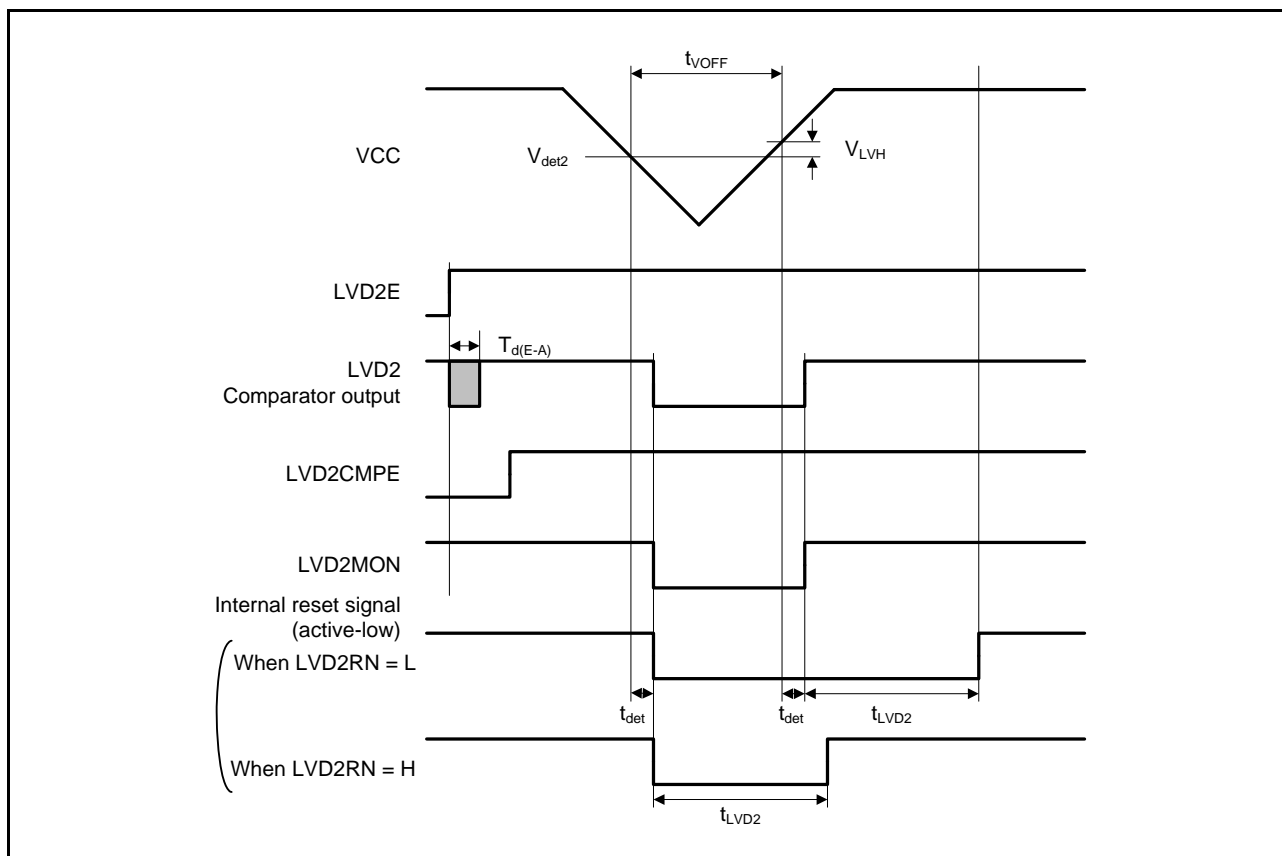 tVOFF
VCC
Vdet2
VLVH
LVD2E
Td(E-A)
LVD2
Comparator output
LVD2CMPE
LVD2MON
Internal reset signal
(active-low)
When LVD2RN = L
tdet
tdet
tLVD2
When LVD2RN = H
tLVD2